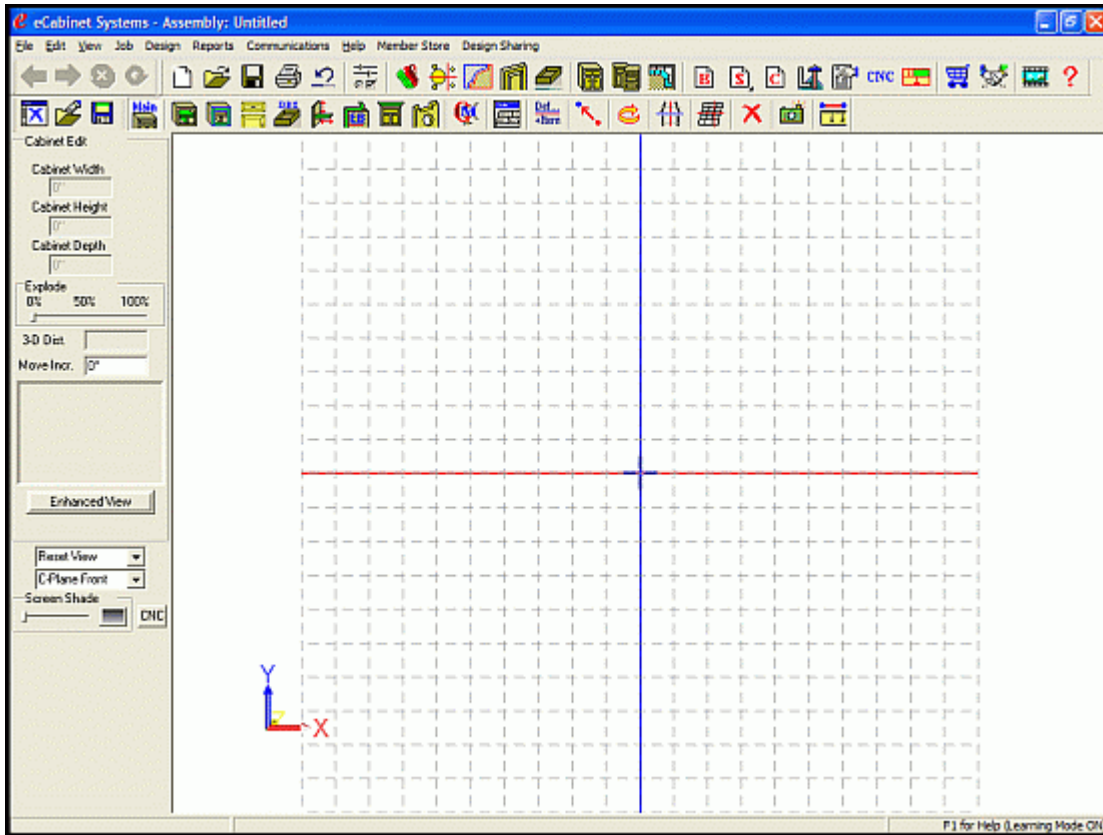 eCabinet Systems - Assembly: Untitled
File Edit View Job Design Reports Communications Help Member Store Design Sharing
B S C CNC ?
Main
Cabinet Edit
Cabinet Width
0"
Cabinet Height
0"
Cabinet Depth
0"
Explode
0% 50% 100%
3-D Dist.
Move Incr. 0"
Enhanced View
Reset View
C-Plane Front
Screen Shade
CNC
Y
Z
X
F1 for Help (Learning Mode ON